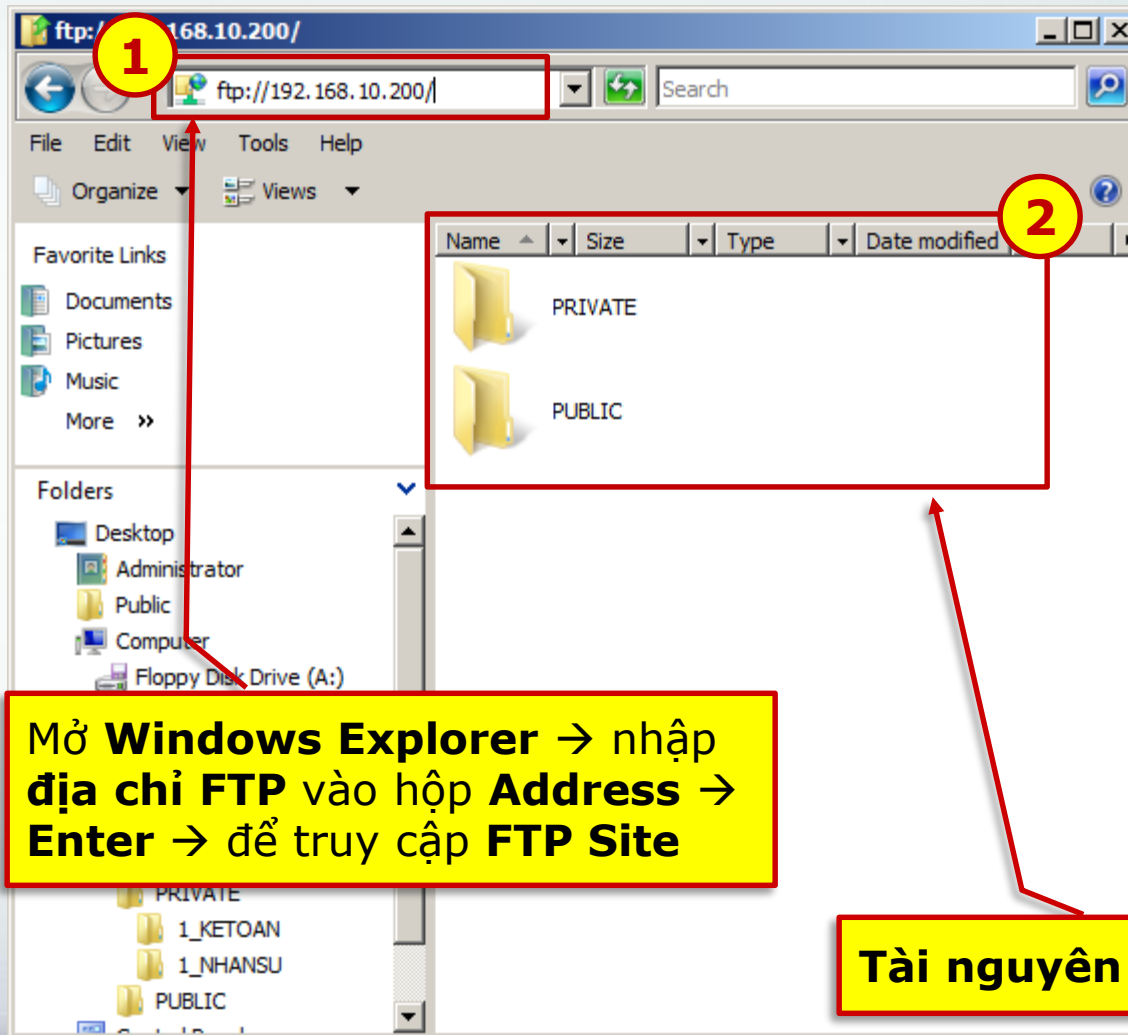 ftp:/ 168.10.200/
1
ftp://192.168.10.200/
Search
File Edit View Tools Help
Organize Views
2
Favorite Links
Documents
Pictures
Music
More »
Name Size Type Date modified
PRIVATE
PUBLIC
Folders
Desktop
Administrator
Public
Computer
Floppy Disk Drive (A:)
Mở Windows Explorer → nhập
địa chỉ FTP vào hộp Address →
Enter → để truy cập FTP Site
PRIVATE
1_KETOAN
1_NHANSU
PUBLIC
Tài nguyên